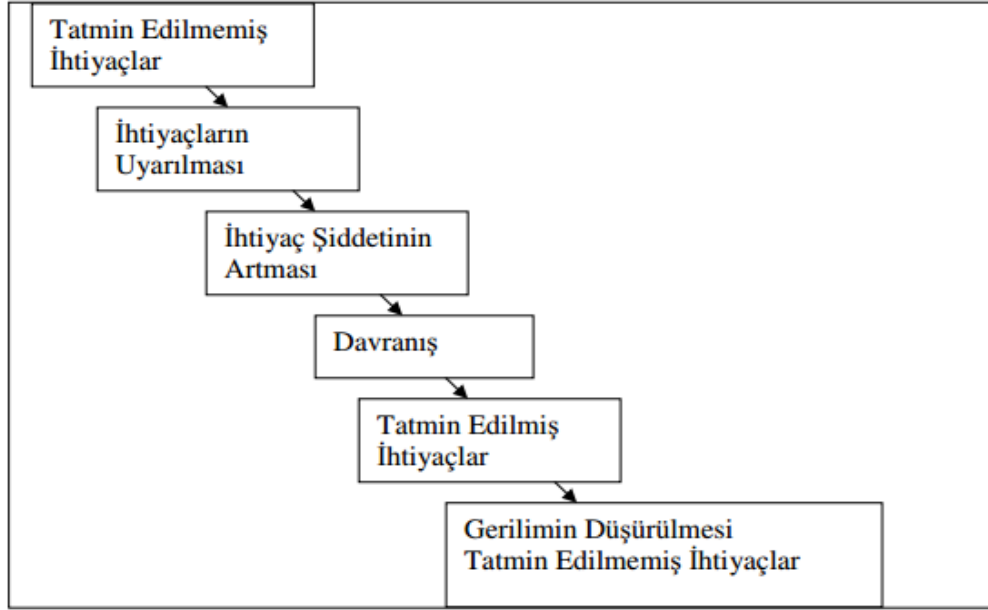 Tatmin Edilmemiş
İhtiyaçlar
İhtiyaçların
Uyarılması
İhtiyaç Şiddetinin
Artması
Davranış
Tatmin Edilmiş
İhtiyaçlar
Gerilimin Düşürülmesi
Tatmin Edilmemiş İhtiyaçlar